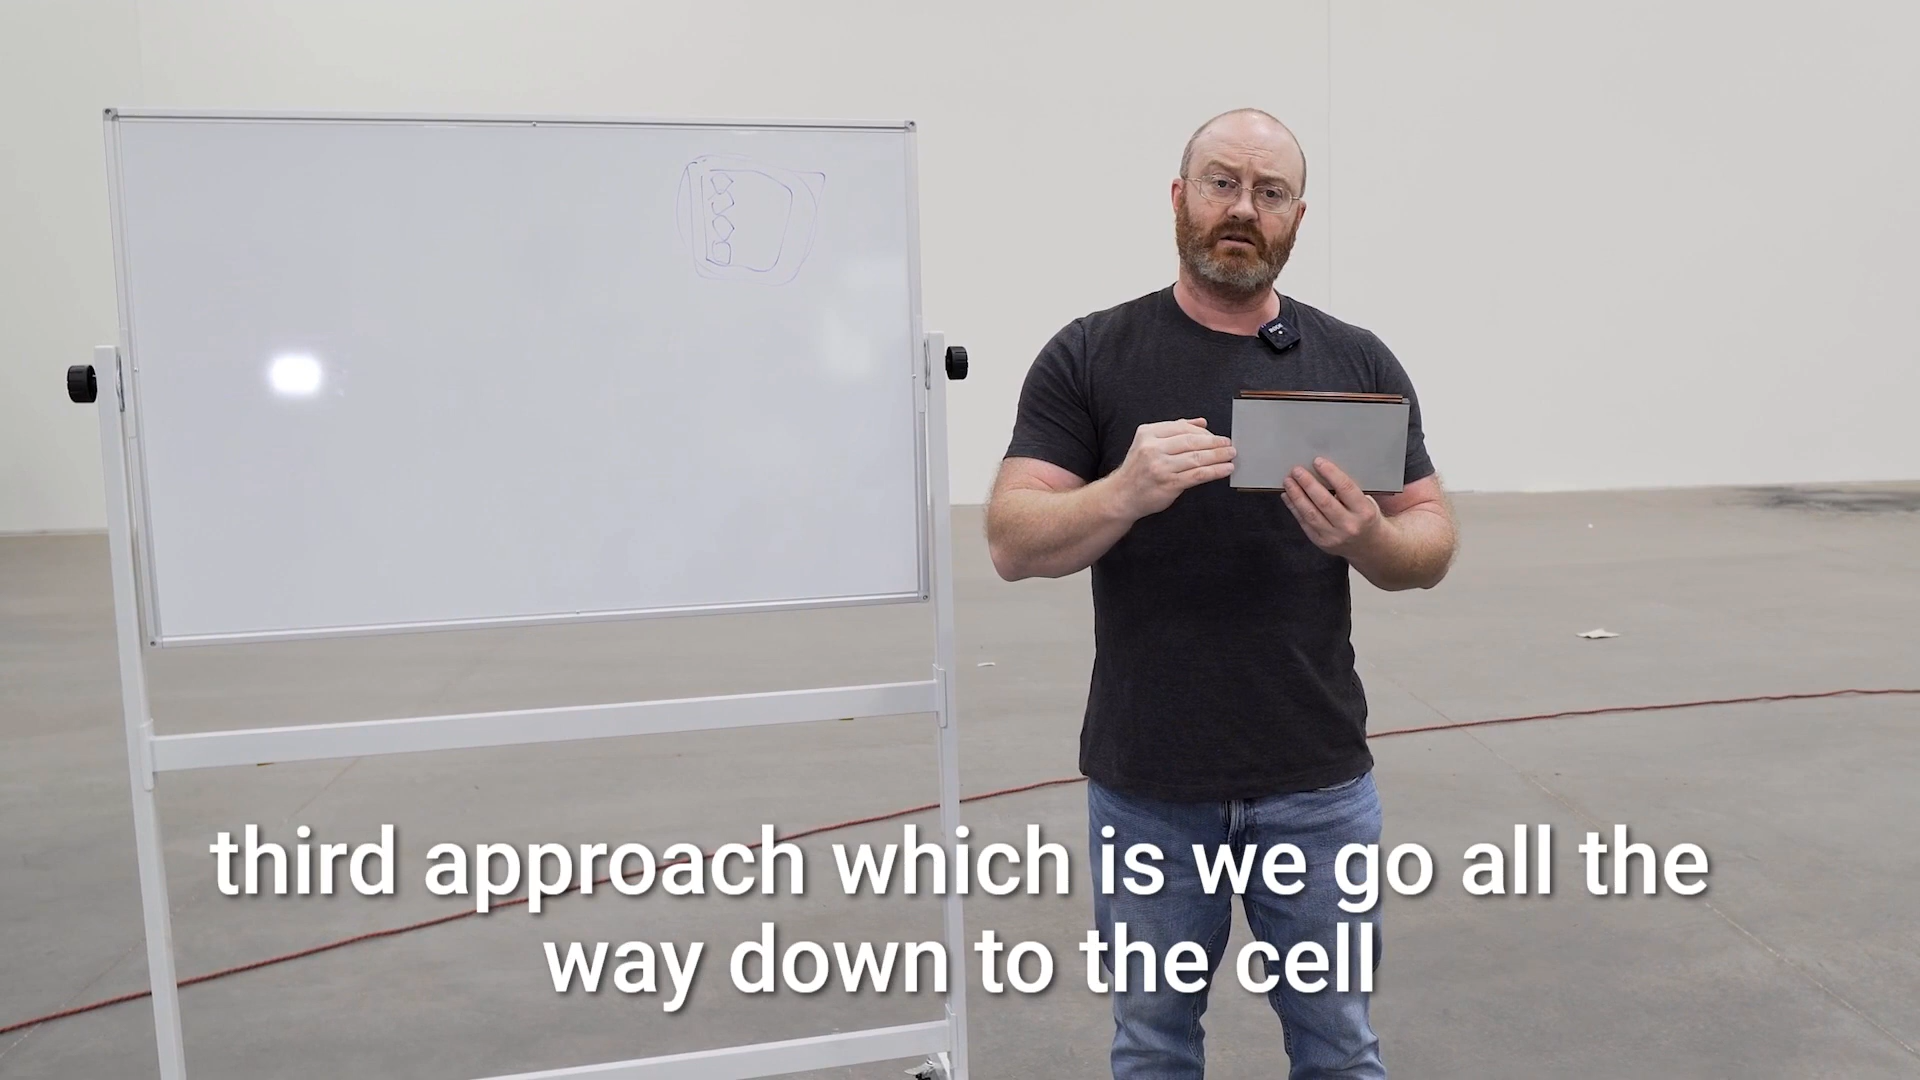 third approach which is we go all the
way down to the cell